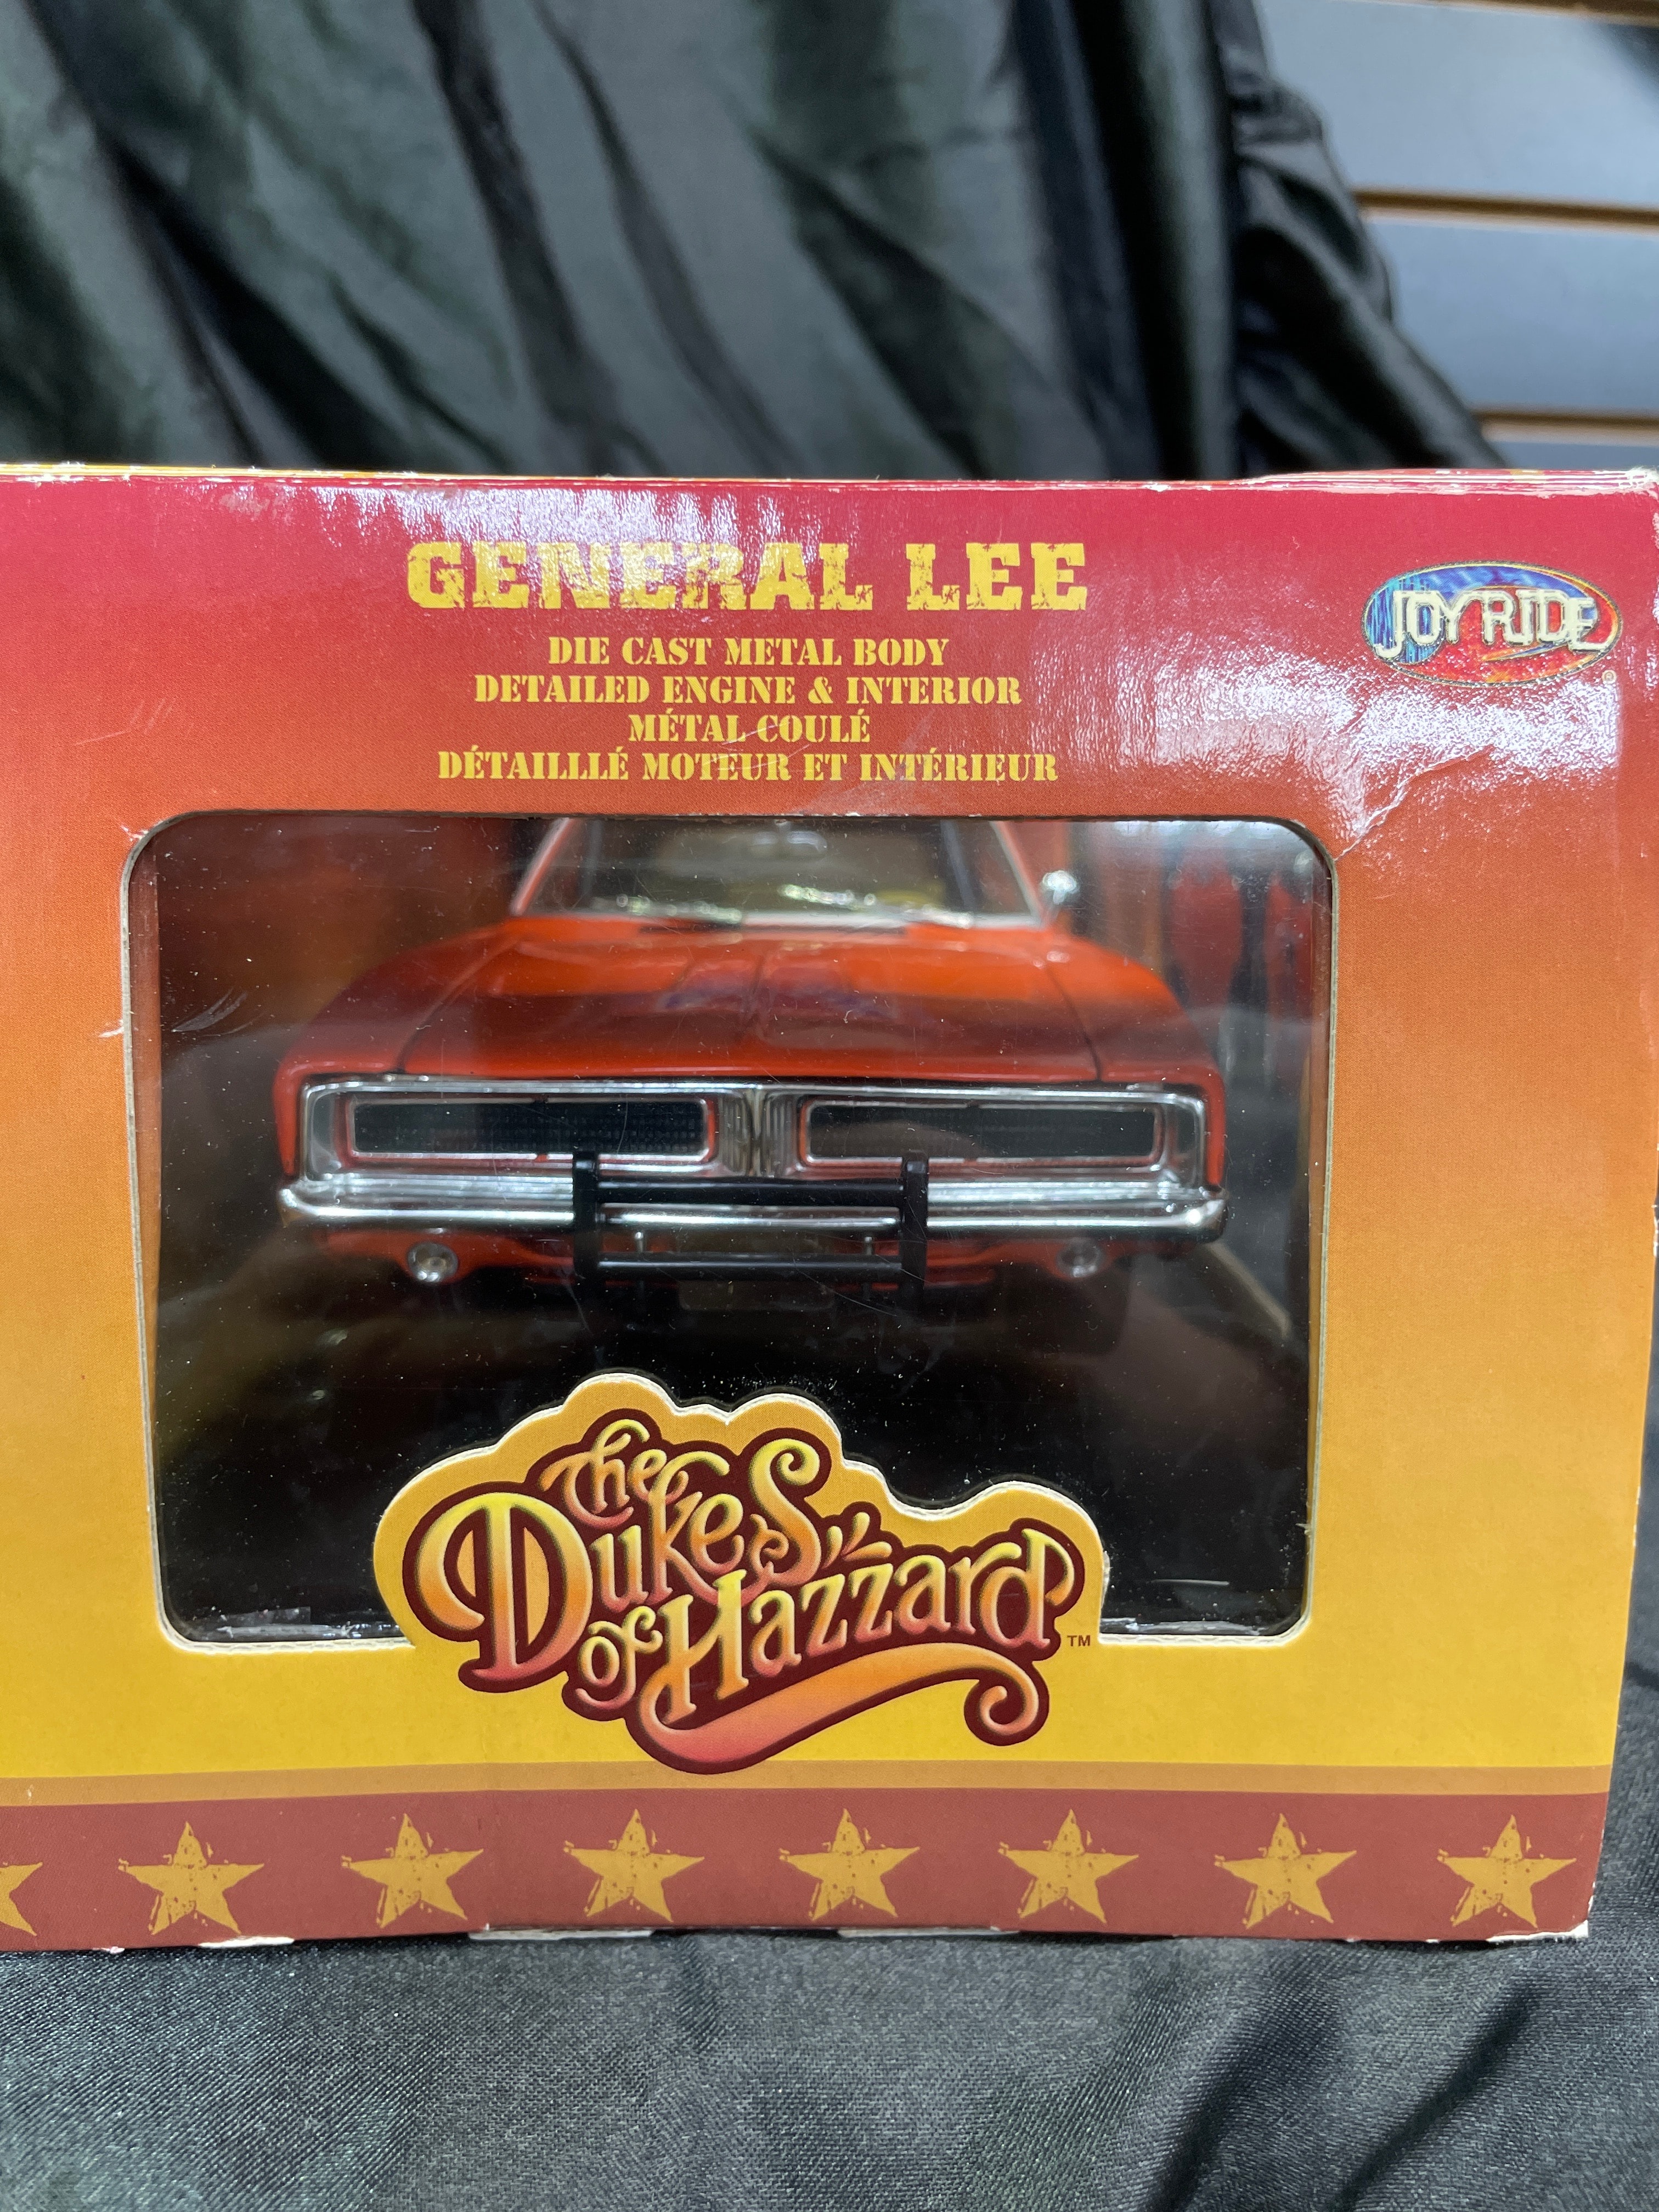 GENERAL LEE
JOYRIDE
DIE CAST METAL BODY
DETAILED ENGINE & INTERIOR
MÉTAL COULÉ
DÉTAILLLÉ MOTEUR ET INTÉRIEUR
The
Dukes
of Hazzard™